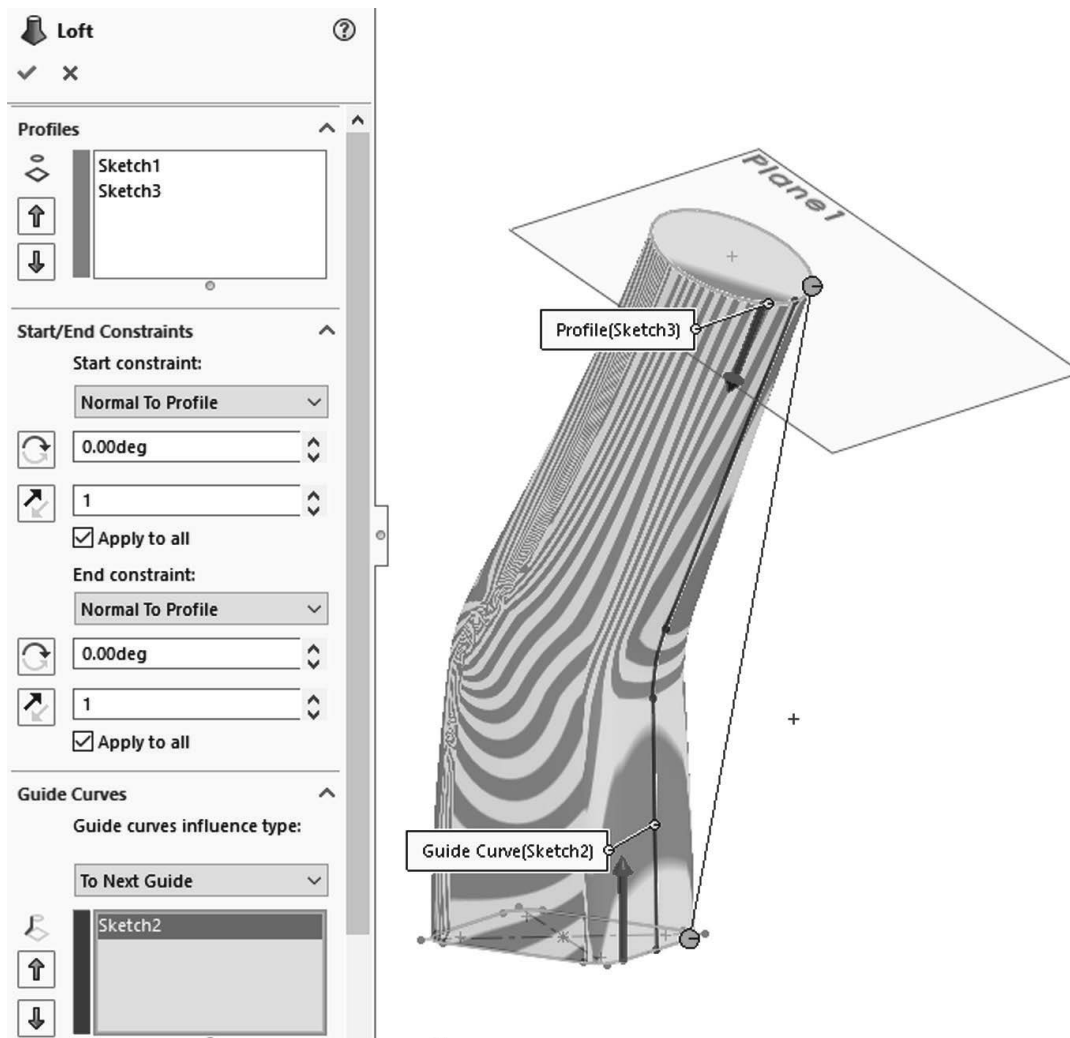 Loft
Profiles
Sketch1
Sketch3
Start/End Constraints
Start constraint:
Normal To Profile
0.00deg
1
Apply to all
End constraint:
Normal To Profile
0.00deg
1
Apply to all
Guide Curves
Guide curves influence type:
To Next Guide
Sketch2
Plane1
Profile(Sketch3)
Guide Curve(Sketch2)